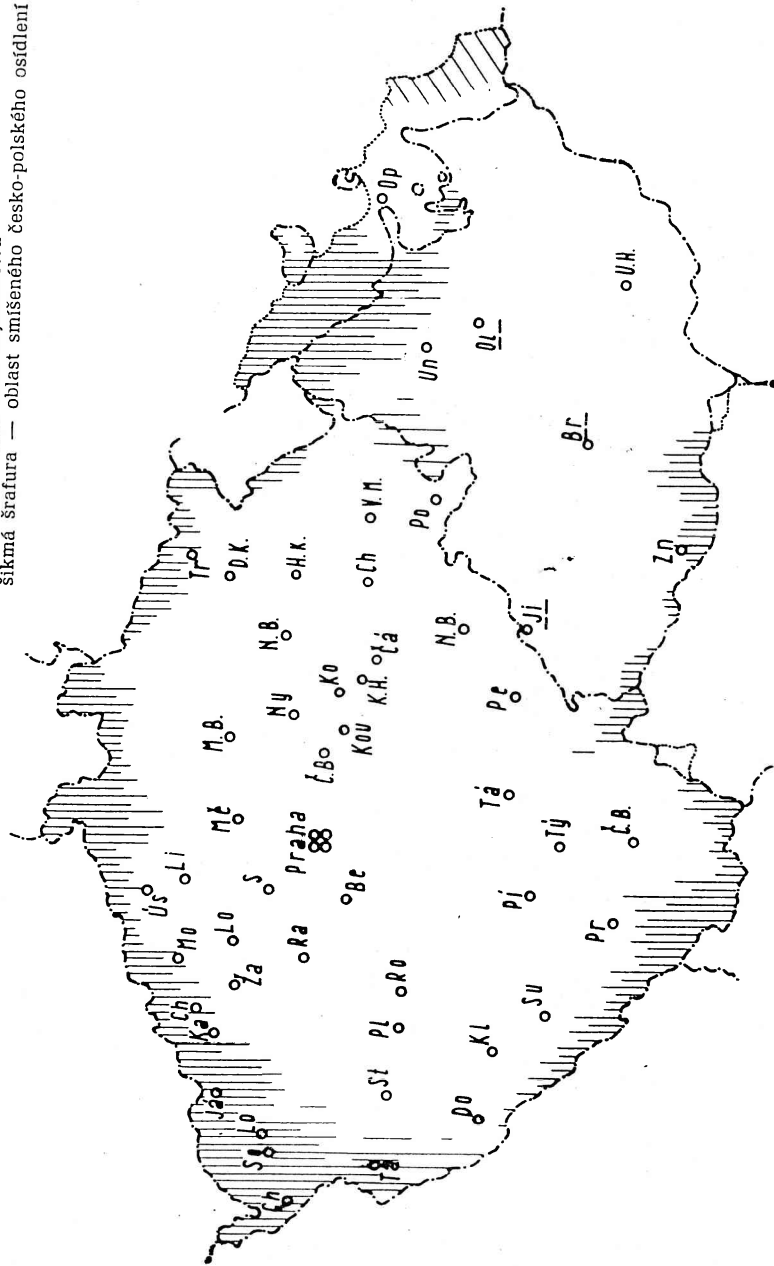 šikmá šrafura — oblast smíšeného česko-polského osídlení
Ús
Li
Mo
Tr
Ch
Ka
Já
M.B.
D.K.
Mě
Lo
Ža
Lo
S
N.B.
Ch
Ny
Ra
H.K.
Praha
Č.B
Ko
Kou
Be
K.H.
Čá
Ch
V.M.
Op
St
Pl
Ro
Tá
Po
Un
N.B.
Do
Kl
Pe
Tá
Ol
Pí
Jí
Su
Tý
Br
Pr
Č.B.
U.H.
Zn